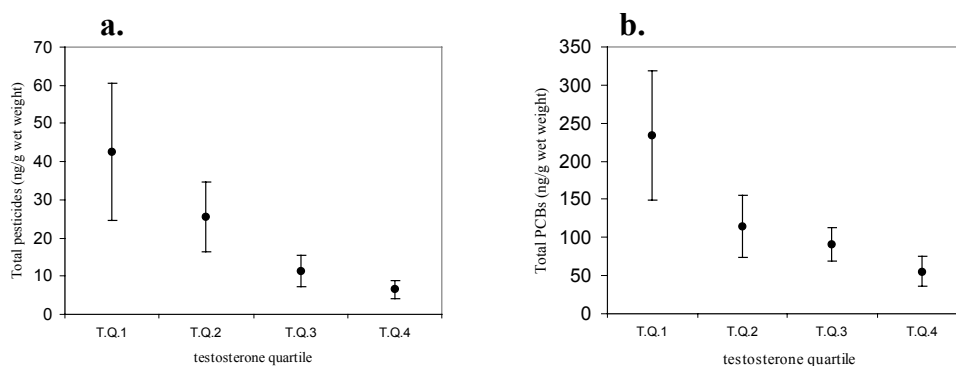 a.
Total pesticides (ng/g wet weight)
70
60
50
40
30
20
10
0
T.Q.1 T.Q.2 T.Q.3 T.Q.4
testosterone quartile
b.
Total PCBs (ng/g wet weight)
350
300
250
200
150
100
50
0
T.Q.1 T.Q.2 T.Q.3 T.Q.4
testosterone quartile